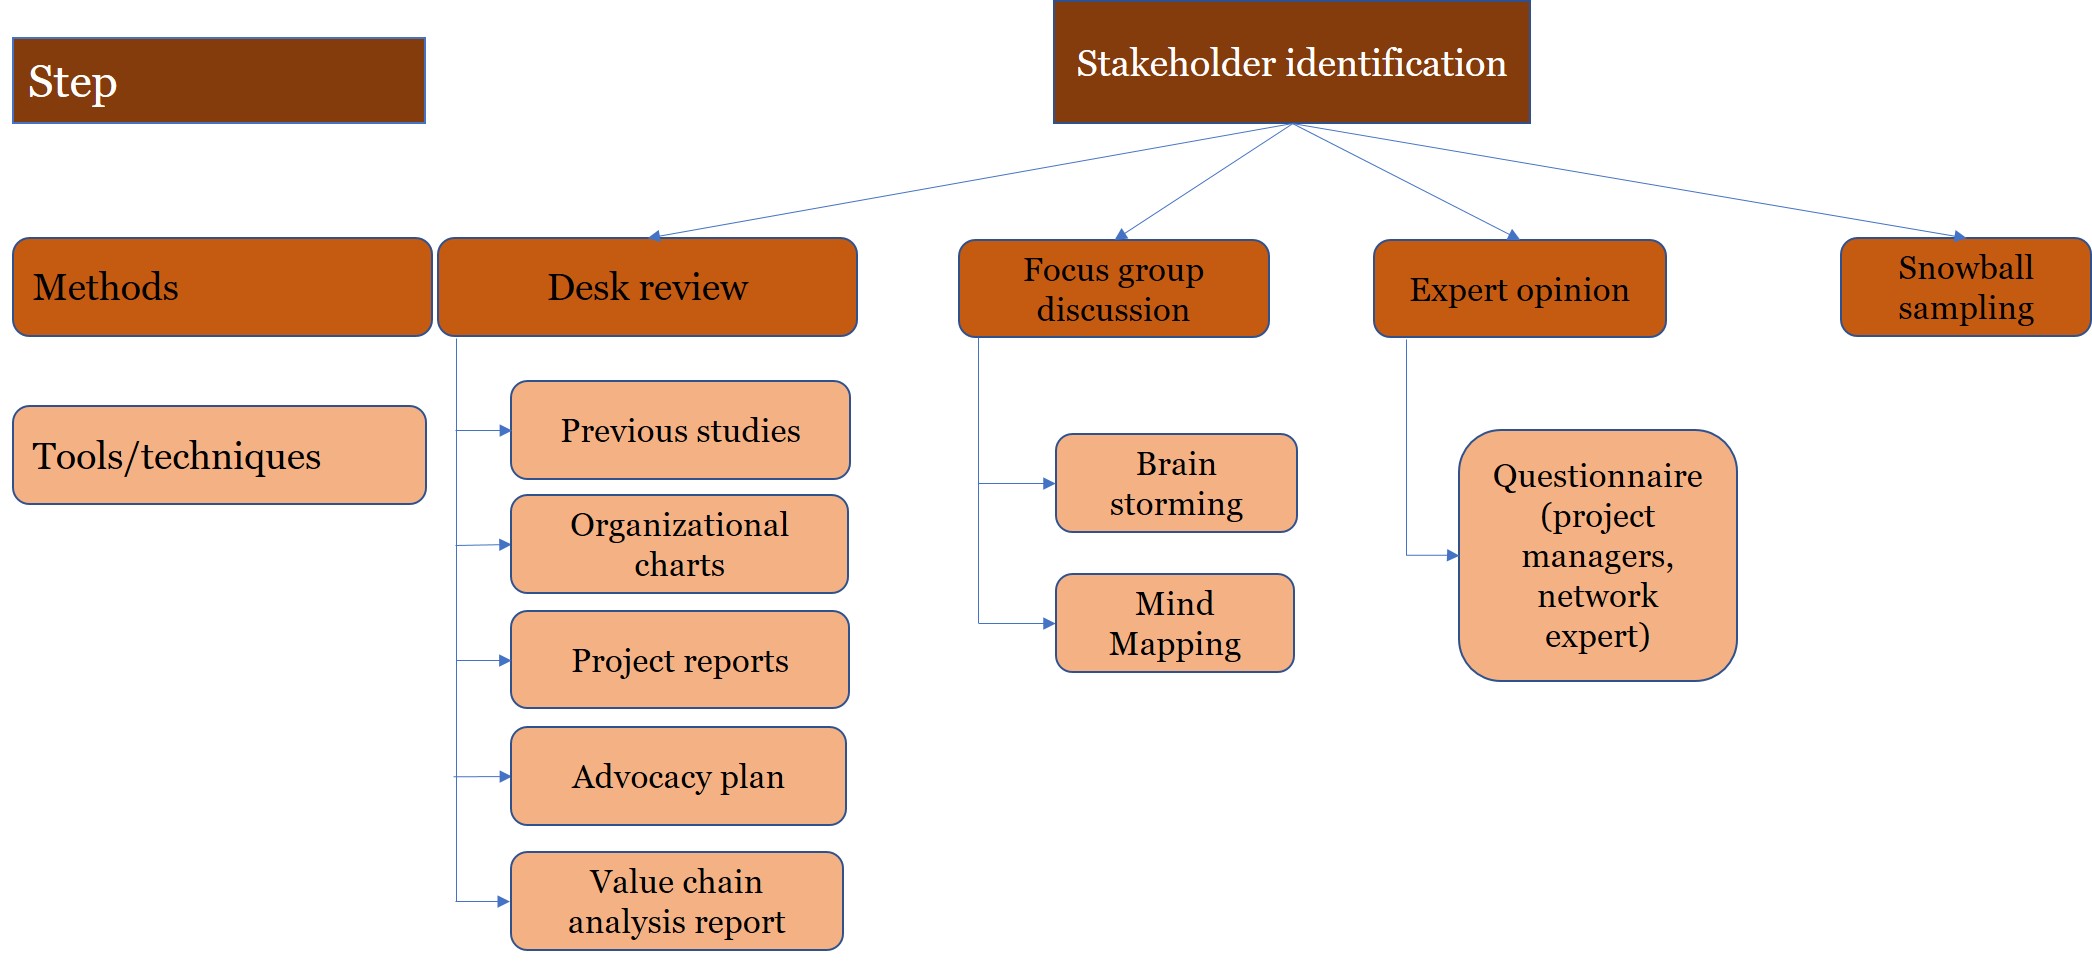 Step
Stakeholder identification
Methods
Desk review
Focus group
discussion
Expert opinion
Snowball
sampling
Tools/techniques
Previous studies
Organizational
charts
Project reports
Advocacy plan
Value chain
analysis report
Brain
storming
Mind
Mapping
Questionnaire
(project
managers,
network
expert)